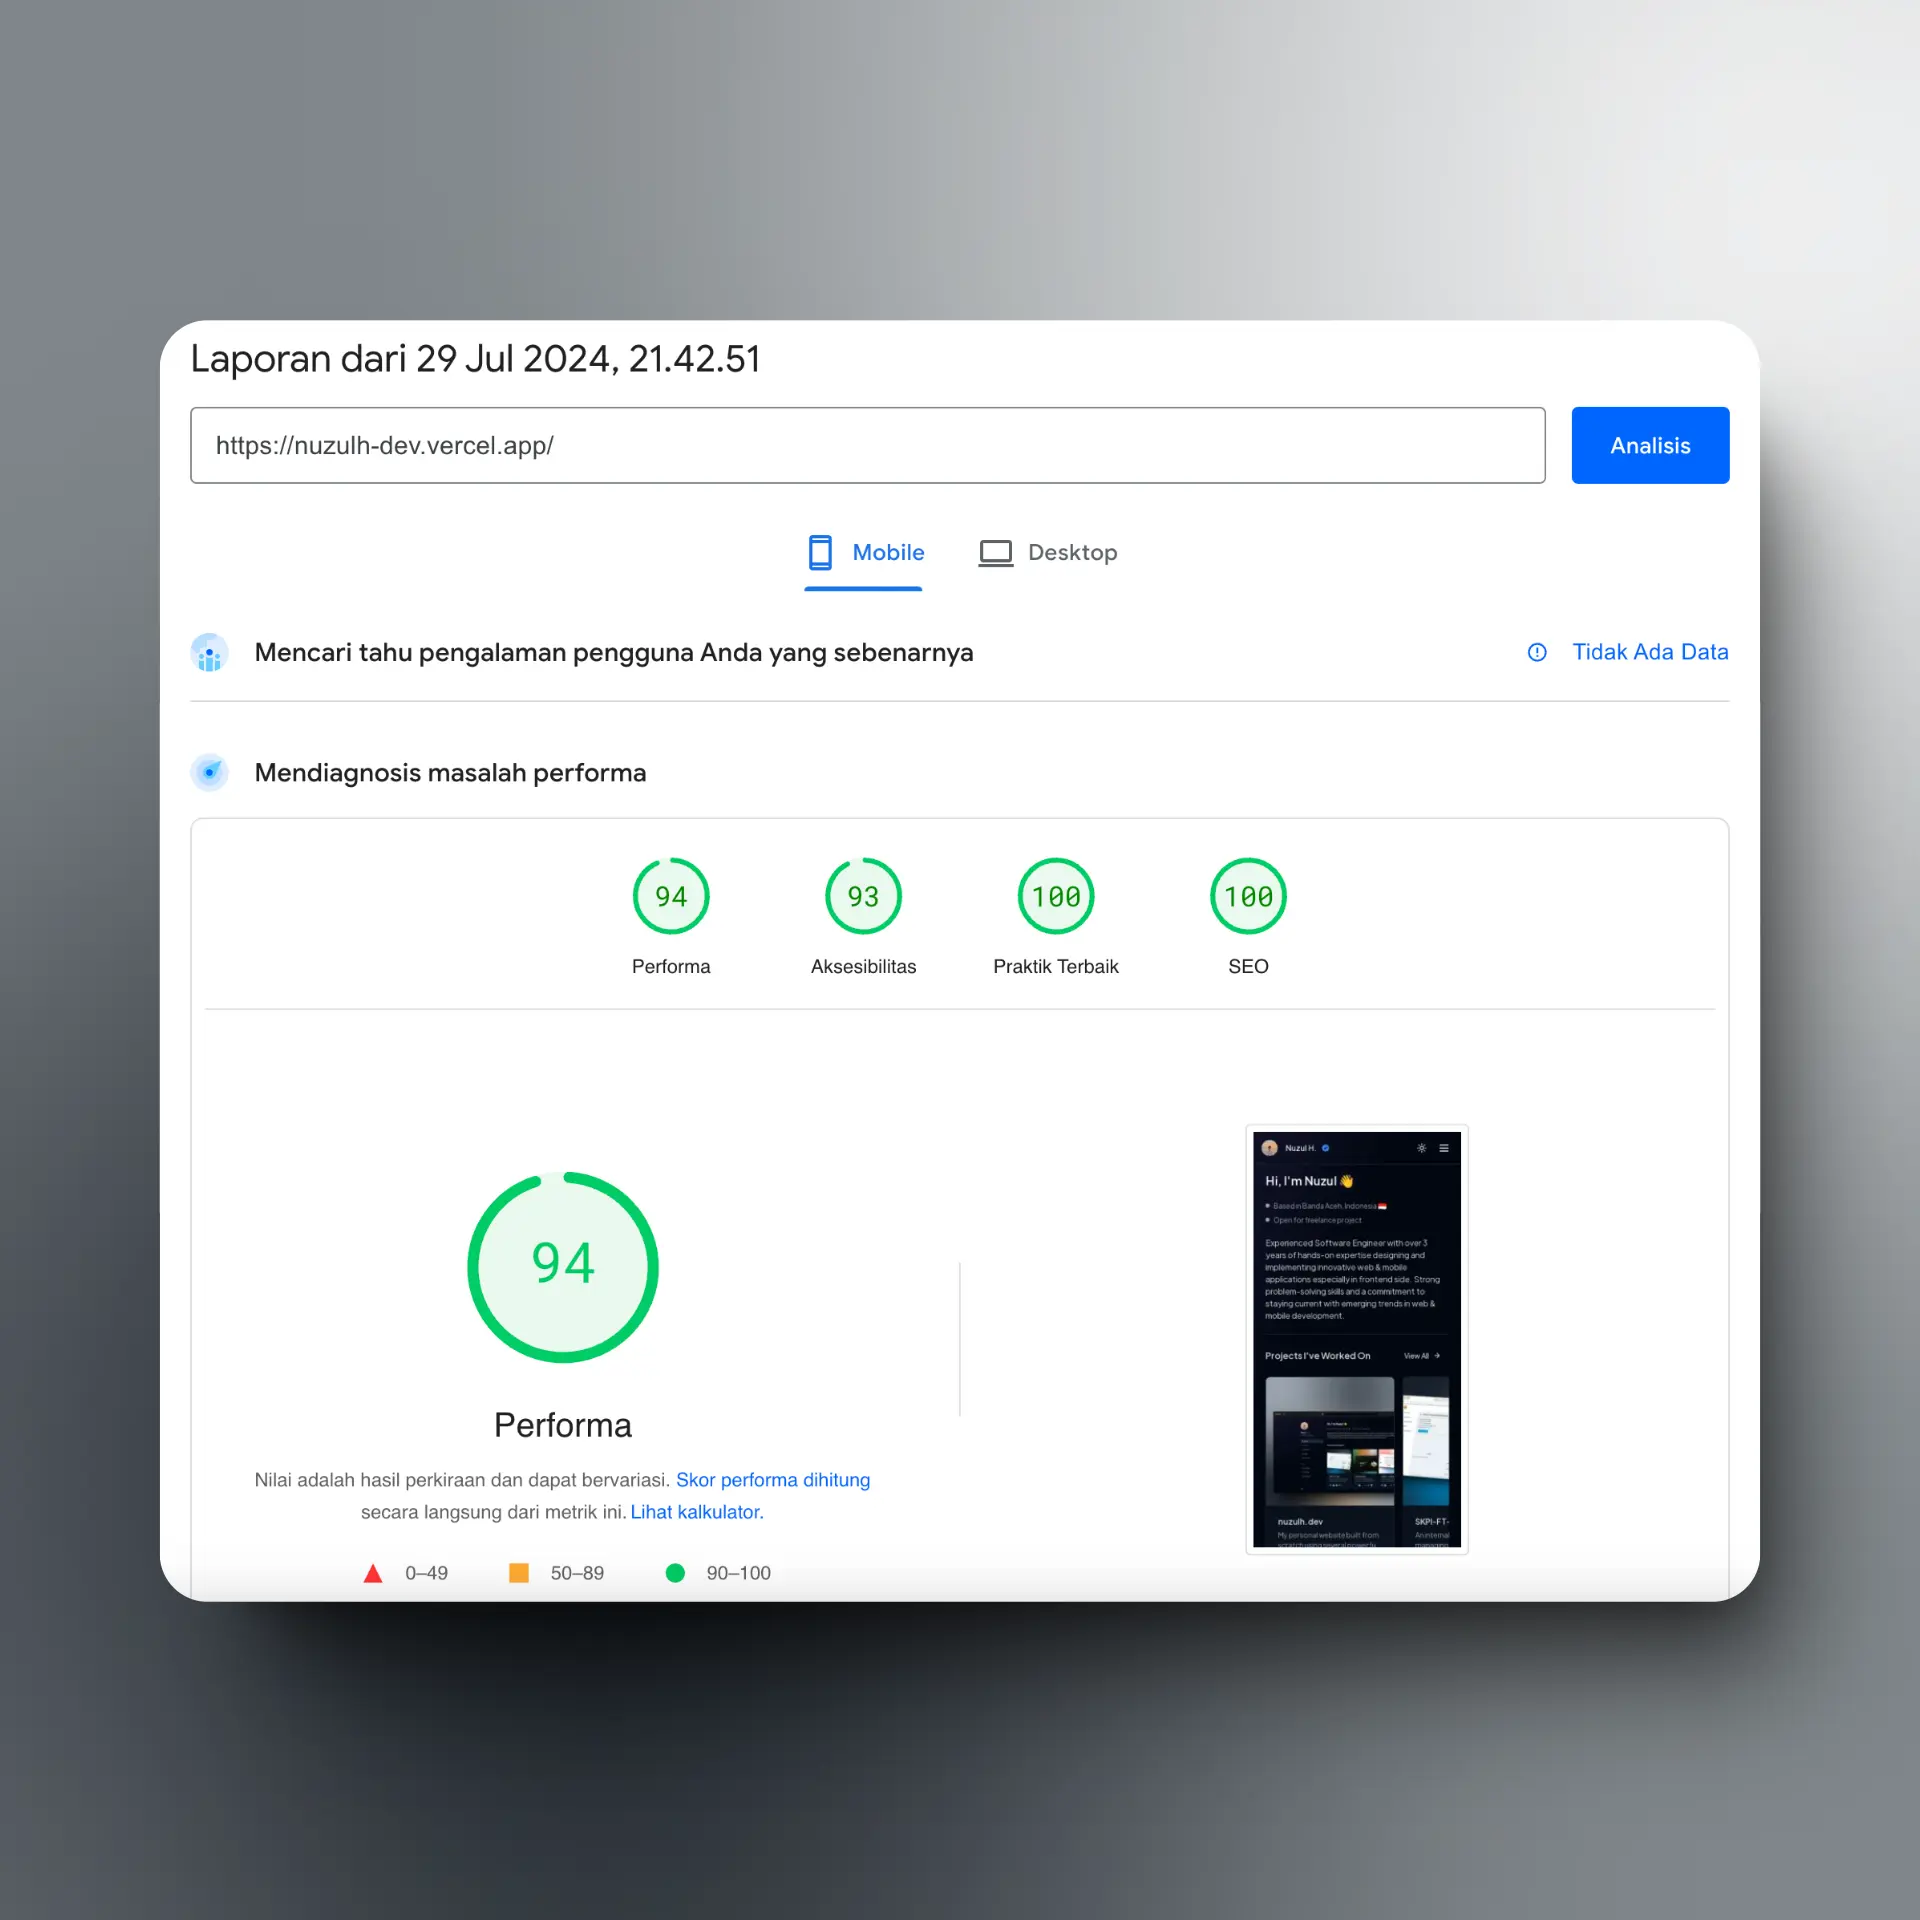 Laporan dari 29 Jul 2024, 21.42.51
https://nuzulh-dev.vercel.app/
Analisis
Mobile
Desktop
Mencari tahu pengalaman pengguna Anda yang sebenarnya
Tidak Ada Data
Mendiagnosis masalah performa
94
93
100
100
Performa
Aksesibilitas
Praktik Terbaik
SEO
94
Performa
Nilai adalah hasil perkiraan dan dapat bervariasi. Skor performa dihitung
secara langsung dari metrik ini. Lihat kalkulator.
0–49
50–89
90–100
Nuzul H.
Hi, I'm Nuzul 👋
Based in Banda Aceh, Indonesia 🇮🇩
Open for freelance project
Experienced Software Engineer with over 3
years of hands-on expertise designing and
implementing innovative web & mobile
applications especially in frontend side. Strong
problem-solving skills and a commitment to
staying current with emerging trends in web &
mobile development.
Projects I've Worked On
View All →
nuzulh.dev
My personal website built from
SKPI-FT-
An internal